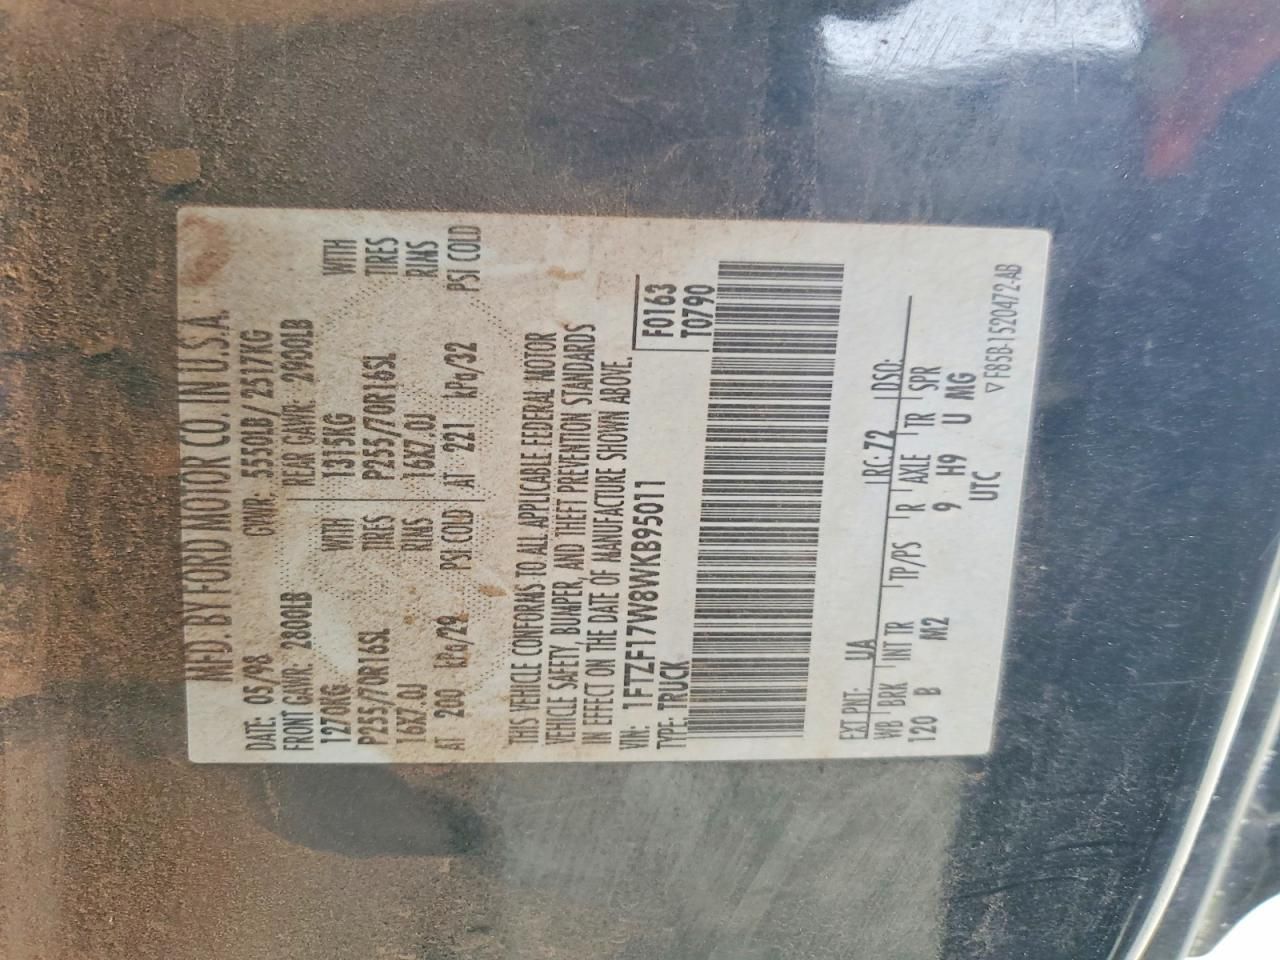 MFD. BY FORD MOTOR CO. IN U.S.A.
DATE: 05/98 GVWR: 5550LB/2517KG
FRONT GAWR: 2800LB REAR GAWR: 2900LB
1270KG WITH 1315KG WITH
P255/70R16SL TIRES P255/70R16SL TIRES
16X7.0J RIMS 16X7.0J RIMS
AT 200 kPa/29 PSI COLD AT 221 kPa/32 PSI COLD
THIS VEHICLE CONFORMS TO ALL APPLICABLE FEDERAL MOTOR
VEHICLE SAFETY, BUMPER, AND THEFT PREVENTION STANDARDS
IN EFFECT ON THE DATE OF MANUFACTURE SHOWN ABOVE.
VIN: 1FTZF17W8WKB95011 F0163
TYPE: TRUCK T0790
EXT PNT: UA RC: 72 DSO:
WB BRK INT TR TP/PS R AXLE TR SPR
120 B M2 9 H9 U MG
UTC
▽ F85B-1520472-AB